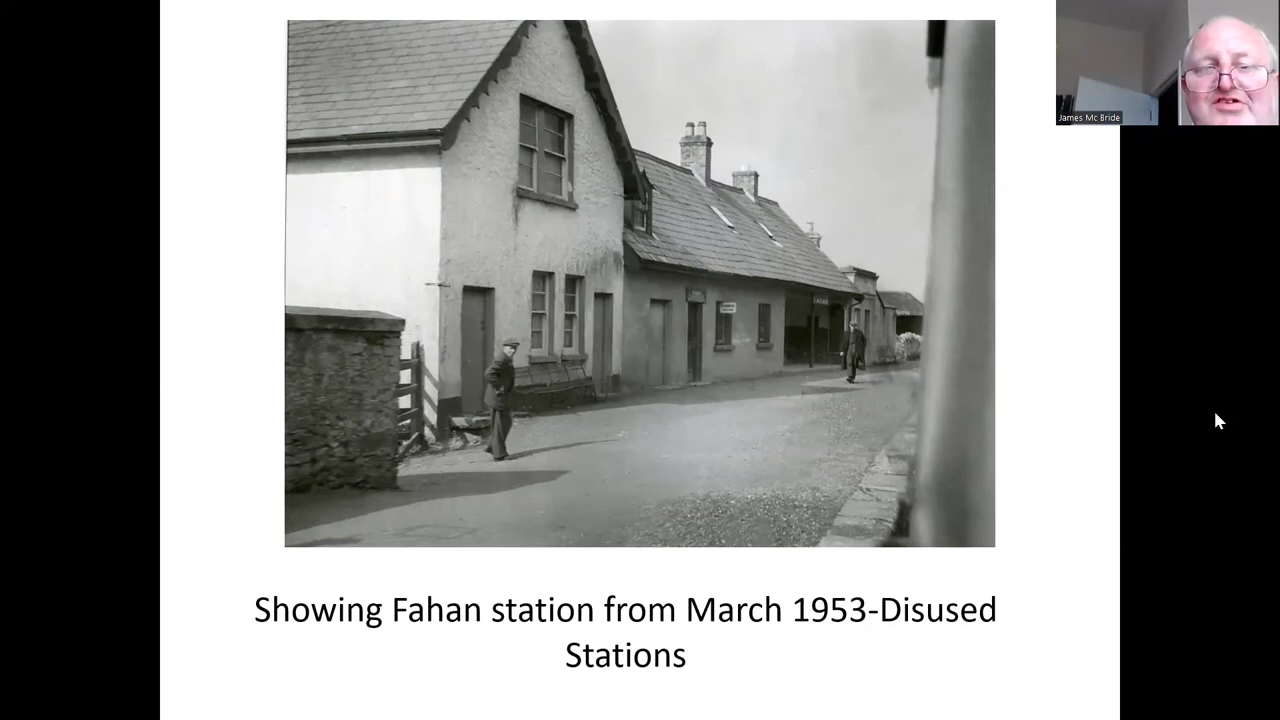 James Mc Bride
Showing Fahan station from March 1953-Disused
Stations